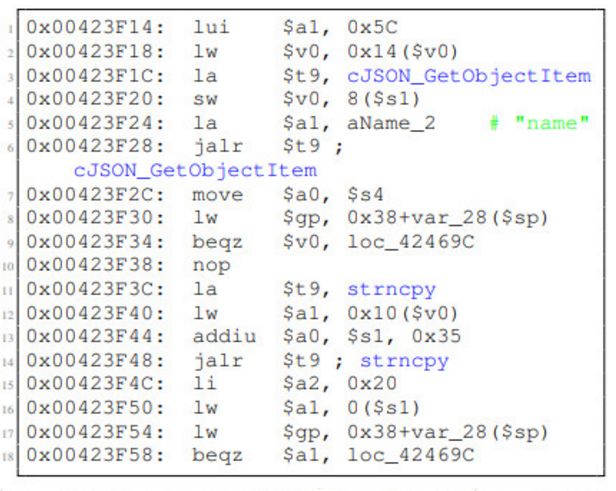 1 0x00423F14: lui $a1, 0x5C
2 0x00423F18: lw $v0, 0x14($v0)
3 0x00423F1C: la $t9, cJSON_GetObjectItem
4 0x00423F20: sw $v0, 8($s1)
5 0x00423F24: la $a1, aName_2 # "name"
6 0x00423F28: jalr $t9 ;
cJSON_GetObjectItem
7 0x00423F2C: move $a0, $s4
8 0x00423F30: lw $gp, 0x38+var_28($sp)
9 0x00423F34: beqz $v0, loc_42469C
10 0x00423F38: nop
11 0x00423F3C: la $t9, strncpy
12 0x00423F40: lw $a1, 0x10($v0)
13 0x00423F44: addiu $a0, $s1, 0x35
14 0x00423F48: jalr $t9 ; strncpy
15 0x00423F4C: li $a2, 0x20
16 0x00423F50: lw $a1, 0($s1)
17 0x00423F54: lw $gp, 0x38+var_28($sp)
18 0x00423F58: beqz $a1, loc_42469C